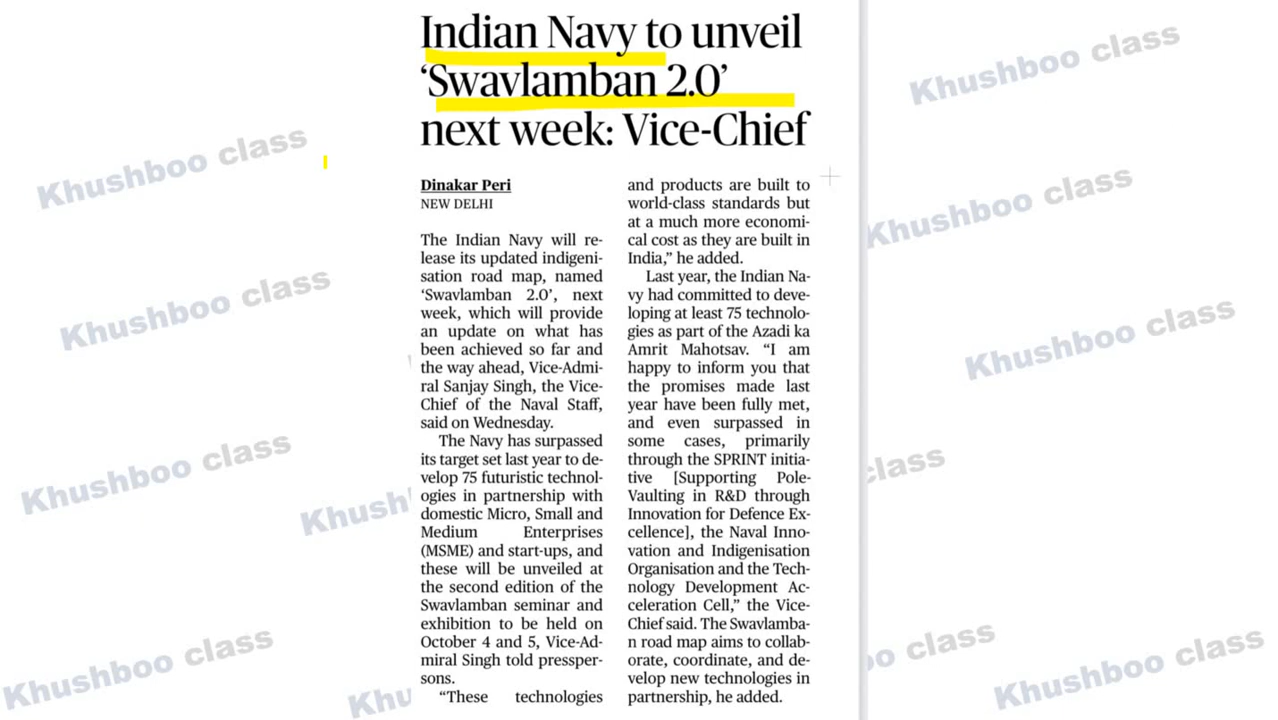 Indian Navy to unveil
‘Swavlamban 2.0’
next week: Vice-Chief
Dinakar Peri
NEW DELHI
The Indian Navy will re-
lease its updated indigeni-
sation road map, named
‘Swavlamban 2.0’, next
week, which will provide
an update on what has
been achieved so far and
the way ahead, Vice-Admi-
ral Sanjay Singh, the Vice-
Chief of the Naval Staff,
said on Wednesday.
The Navy has surpassed
its target set last year to de-
velop 75 futuristic technol-
ogies in partnership with
domestic Micro, Small and
Medium Enterprises
(MSME) and start-ups, and
these will be unveiled at
the second edition of the
Swavlamban seminar and
exhibition to be held on
October 4 and 5, Vice-Ad-
miral Singh told pressper-
sons.
“These technologies
and products are built to
world-class standards but
at a much more economi-
cal cost as they are built in
India,” he added.
Last year, the Indian Na-
vy had committed to deve-
loping at least 75 technolo-
gies as part of the Azadi ka
Amrit Mahotsav. “I am
happy to inform you that
the promises made last
year have been fully met,
and even surpassed in
some cases, primarily
through the SPRINT initia-
tive [Supporting Pole-
Vaulting in R&D through
Innovation for Defence Ex-
cellence], the Naval Inno-
vation and Indigenisation
Organisation and the Tech-
nology Development Ac-
celeration Cell,” the Vice-
Chief said. The Swavlamba-
n road map aims to collab-
orate, coordinate, and de-
velop new technologies in
partnership, he added.
Khushboo class
Khushboo class
Khushboo class
Khushboo class
Khush
Khu
Khushboo class
Khushboo class
Khushboo class
class
oo class
Khushboo class